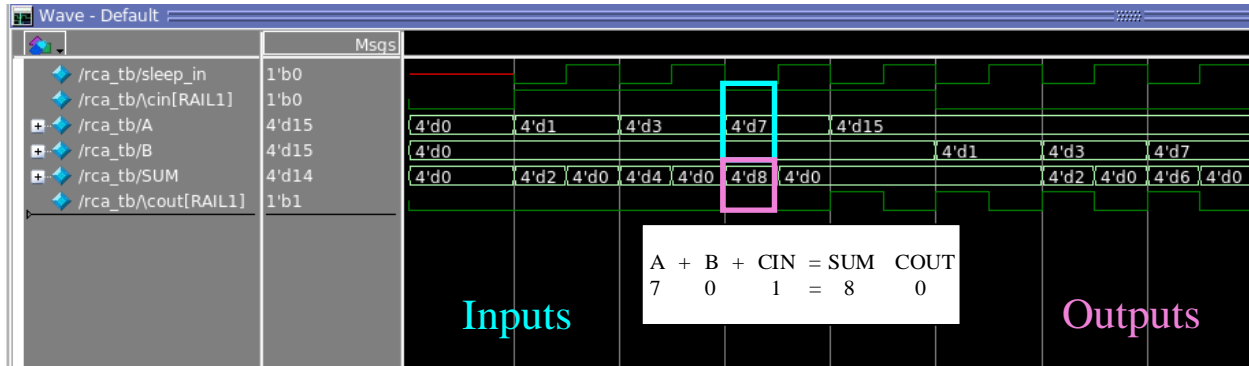 Wave - Default
Msgs
/rca_tb/sleep_in 1'b0
/rca_tb/\cin[RAIL1] 1'b0
/rca_tb/A 4'd15 4'd0 4'd1 4'd3 4'd7 4'd15
/rca_tb/B 4'd15 4'd0 4'd1 4'd3 4'd7
/rca_tb/SUM 4'd14 4'd0 4'd2 4'd0 4'd4 4'd0 4'd8 4'd0 4'd2 4'd0 4'd6 4'd0
/rca_tb/\cout[RAIL1] 1'b1
A + B + CIN = SUM COUT
7 0 1 = 8 0
Inputs Outputs